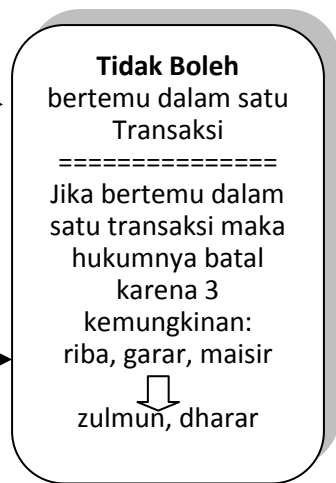 Tidak Boleh
bertemu dalam satu
Transaksi
===============
Jika bertemu dalam
satu transaksi maka
hukumnya batal
karena 3
kemungkinan:
riba, garar, maisir
zulmun, dharar